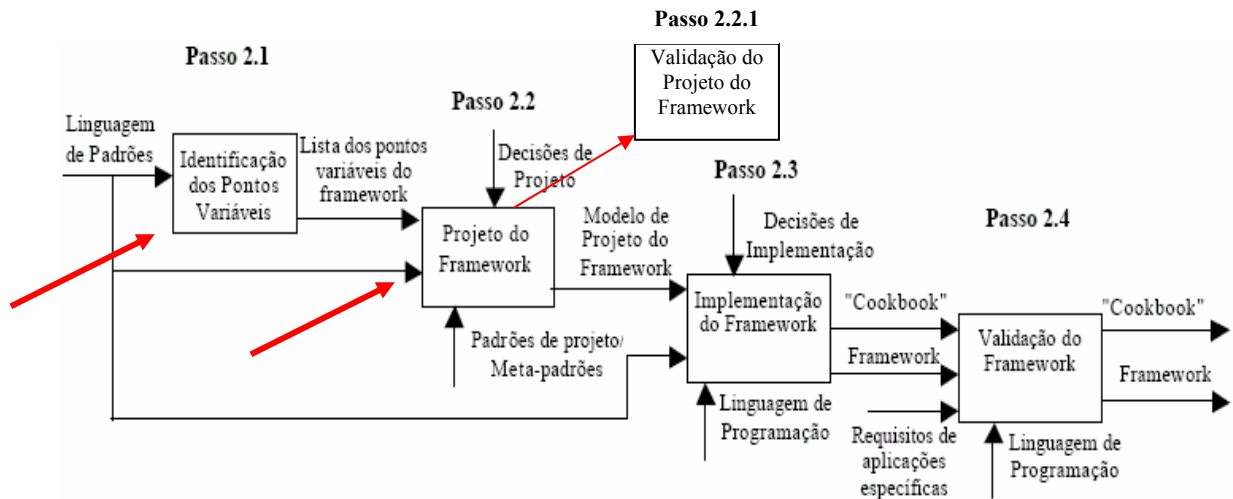 Passo 2.2.1
Validação do
Projeto do
Framework
Passo 2.1
Linguagem
de Padrões
Identificação
dos Pontos
Variáveis
Lista dos pontos
variáveis do
framework
Passo 2.2
Decisões de
Projeto
Projeto do
Framework
Padrões de projeto/
Meta-padrões
Modelo de
Projeto do
Framework
Passo 2.3
Decisões de
Implementação
Implementação
do Framework
Linguagem de
Programação
"Cookbook"
Framework
Requisitos de
aplicações
específicas
Passo 2.4
Validação do
Framework
Linguagem de
Programação
"Cookbook"
Framework